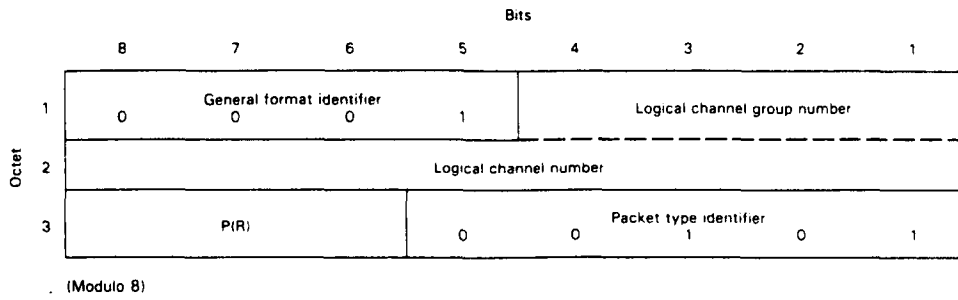 Bits
8 7 6 5 4 3 2 1
Octet
1 General format identifier Logical channel group number
0 0 0 1
2 Logical channel number
3 P(R) Packet type identifier
0 0 1 0 1
(Modulo 8)